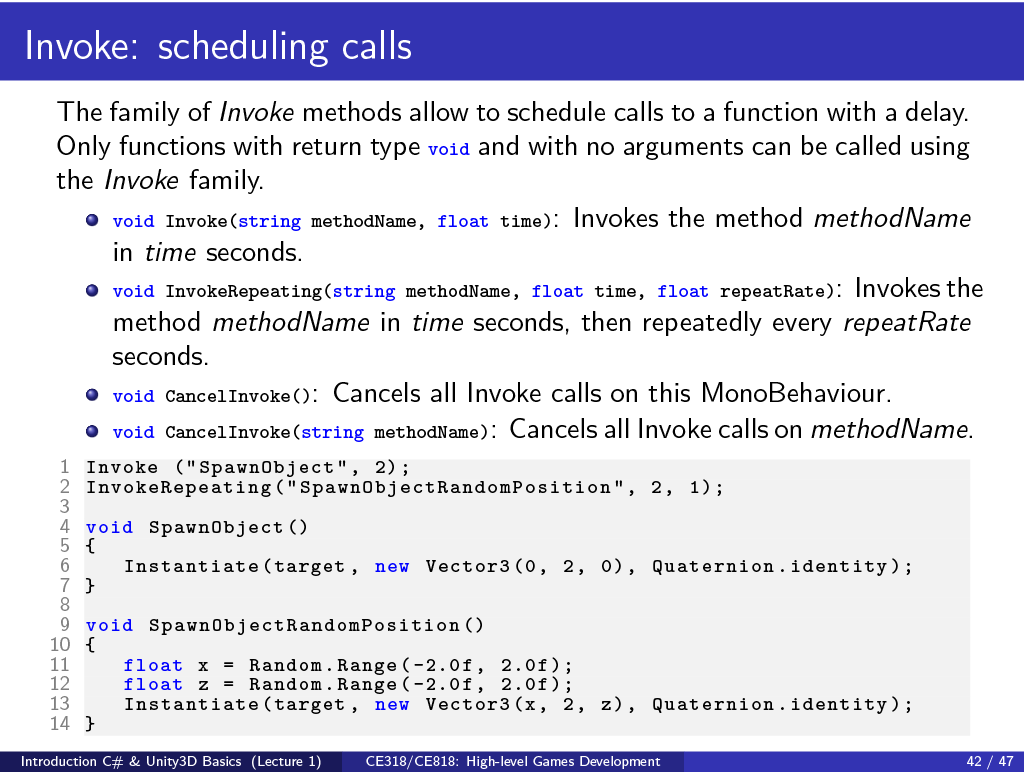 Invoke: scheduling calls
The family of Invoke methods allow to schedule calls to a function with a delay.
Only functions with return type void and with no arguments can be called using
the Invoke family.
void Invoke(string methodName, float time): Invokes the method methodName
in time seconds.
void InvokeRepeating(string methodName, float time, float repeatRate): Invokes the
method methodName in time seconds, then repeatedly every repeatRate
seconds.
void CancelInvoke(): Cancels all Invoke calls on this MonoBehaviour.
void CancelInvoke(string methodName): Cancels all Invoke calls on methodName.
1 Invoke ("SpawnObject", 2);
2 InvokeRepeating("SpawnObjectRandomPosition", 2, 1);
3
4 void SpawnObject()
5 {
6 Instantiate(target, new Vector3(0, 2, 0), Quaternion.identity);
7 }
8
9 void SpawnObjectRandomPosition()
10 {
11 float x = Random.Range(-2.0f, 2.0f);
12 float z = Random.Range(-2.0f, 2.0f);
13 Instantiate(target, new Vector3(x, 2, z), Quaternion.identity);
14 }
Introduction C# & Unity3D Basics (Lecture 1) CE318/CE818: High-level Games Development 42 / 47